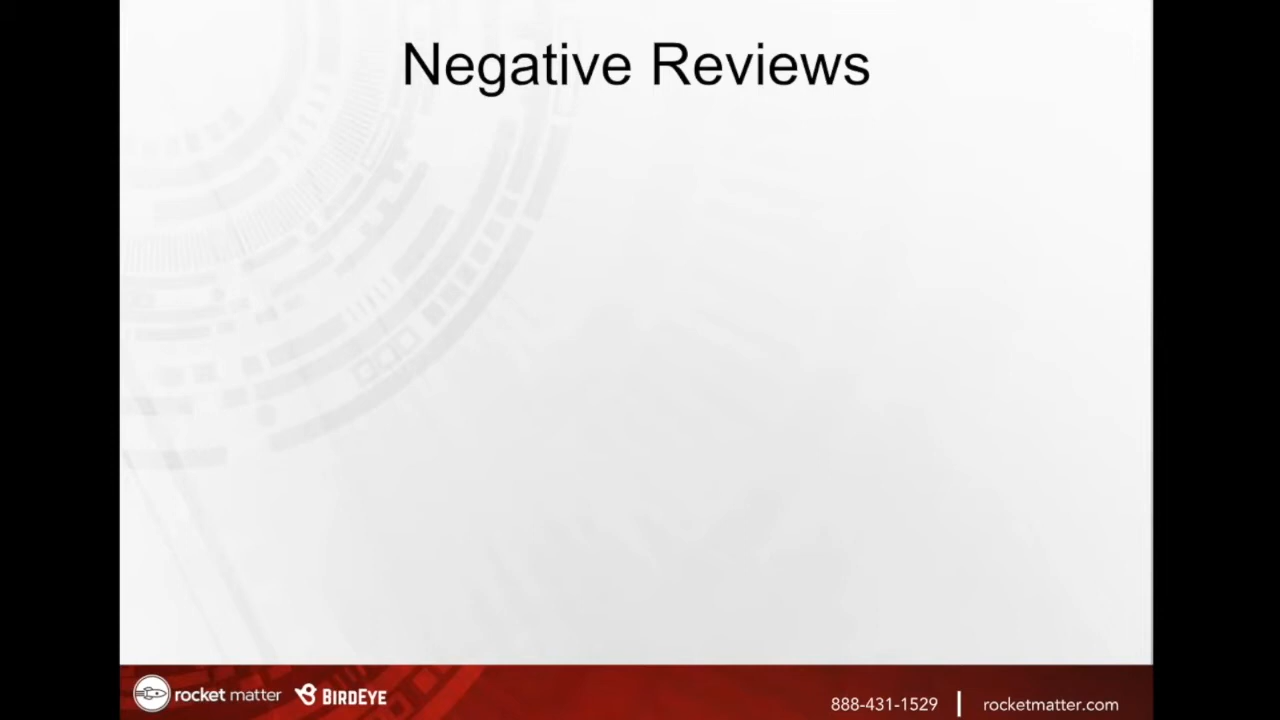 Negative Reviews
rocket matter BIRDEYE
888-431-1529 | rocketmatter.com